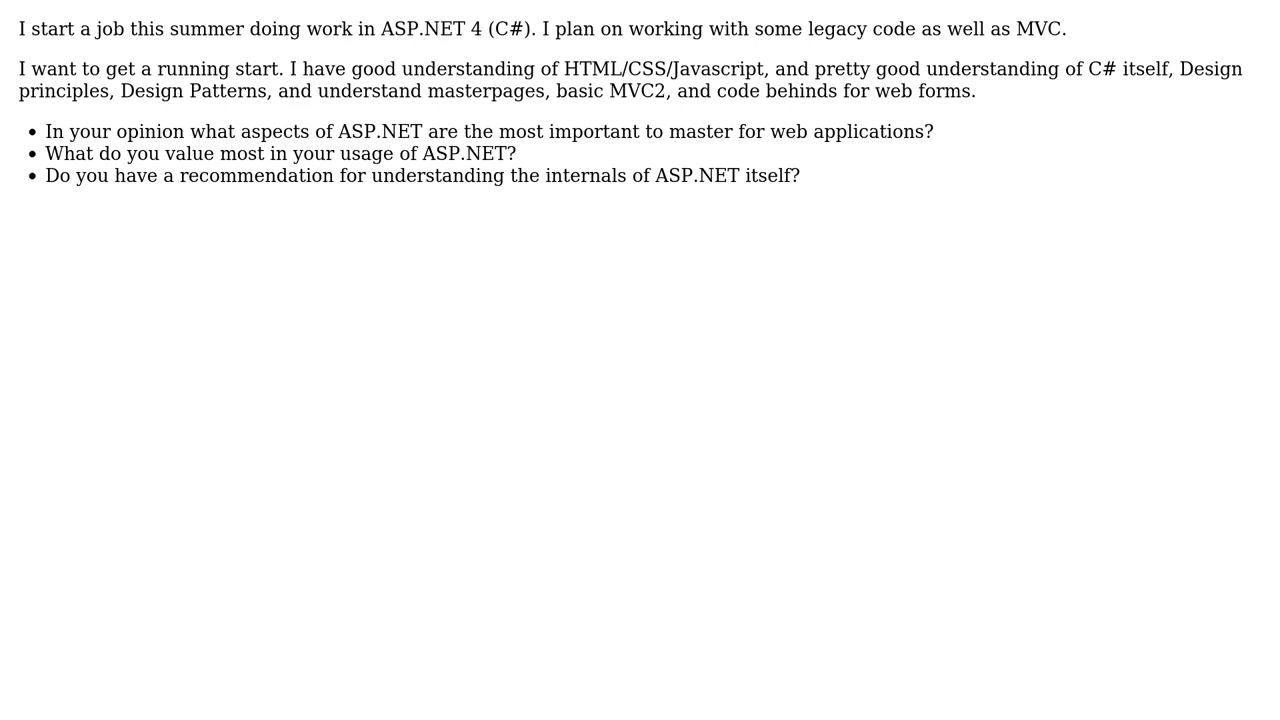 I start a job this summer doing work in ASP.NET 4 (C#). I plan on working with some legacy code as well as MVC.
I want to get a running start. I have good understanding of HTML/CSS/Javascript, and pretty good understanding of C# itself, Design
principles, Design Patterns, and understand masterpages, basic MVC2, and code behinds for web forms.
• In your opinion what aspects of ASP.NET are the most important to master for web applications?
• What do you value most in your usage of ASP.NET?
• Do you have a recommendation for understanding the internals of ASP.NET itself?